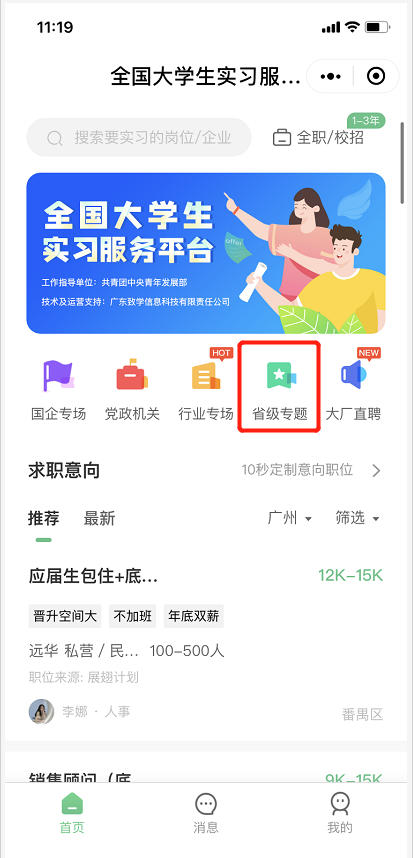 11:19
全国大学生实习服...
1-3年
搜索要实习的岗位/企业
全职/校招
全国大学生
实习服务平台
offer
工作指导单位：共青团中央青年发展部
技术及运营支持：广东致学信息科技有限责任公司
HOT
NEW
国企专场 党政机关 行业专场 省级专题 大厂直聘
求职意向 10秒定制意向职位
推荐 最新 广州 筛选
应届生包住+底... 12K-15K
晋升空间大 不加班 年底双薪
远华 私营 / 民... 100-500人
职位来源: 展翅计划
李娜 · 人事 番禺区
销售顾问（底 9K-15K
首页 消息 我的